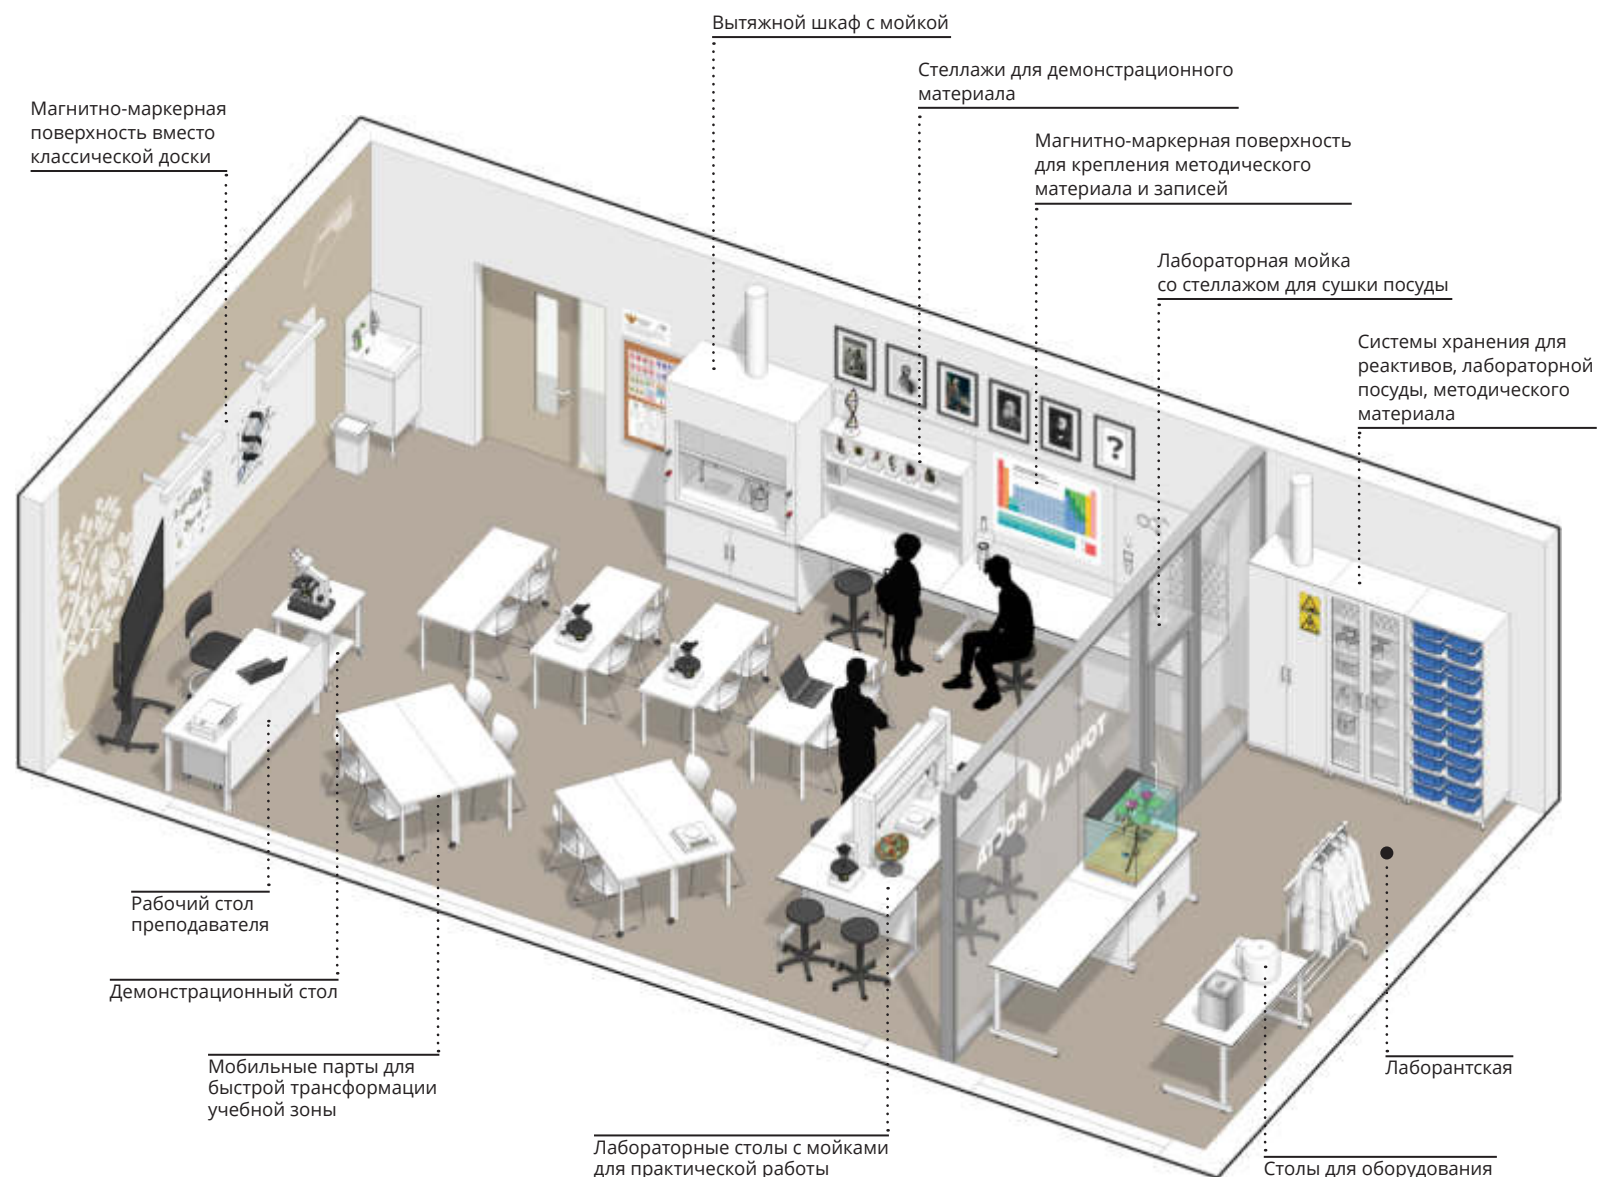 Вытяжной шкаф с мойкой
Стеллажи для демонстрационного
материала
Магнитно-маркерная
поверхность вместо
классической доски
Магнитно-маркерная поверхность
для крепления методического
материала и записей
Лабораторная мойка
со стеллажом для сушки посуды
Системы хранения для
реактивов, лабораторной
посуды, методического
материала
?
ТОЧКА
РОСТА
Рабочий стол
преподавателя
Демонстрационный стол
Мобильные парты для
быстрой трансформации
учебной зоны
Лабораторные столы с мойками
для практической работы
Лаборантская
Столы для оборудования